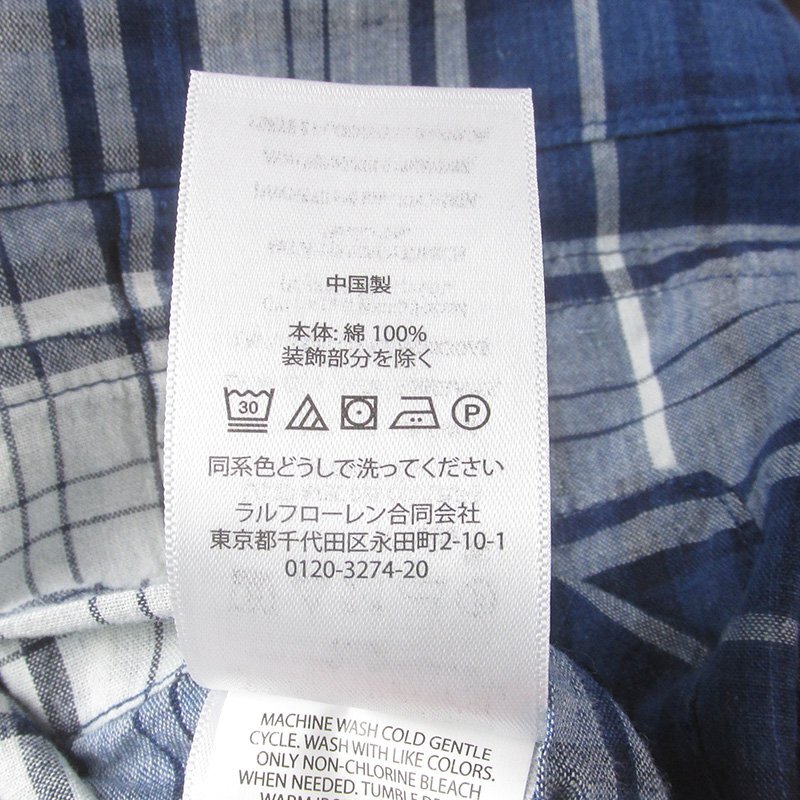 中国製
本体: 綿 100%
装飾部分を除く
30
P
同系色どうしで洗ってください
ラルフローレン合同会社
東京都千代田区永田町2-10-1
0120-3274-20
MACHINE WASH COLD GENTLE
CYCLE. WASH WITH LIKE COLORS.
ONLY NON-CHLORINE BLEACH
WHEN NEEDED. TUMBLE